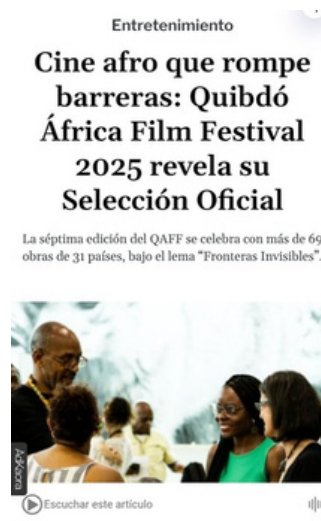 Entretenimiento
Cine afro que rompe
barreras: Quibdó
África Film Festival
2025 revela su
Selección Oficial
La séptima edición del QAFF se celebra con más de 69
obras de 31 países, bajo el lema “Fronteras Invisibles”.
Escuchar este artículo